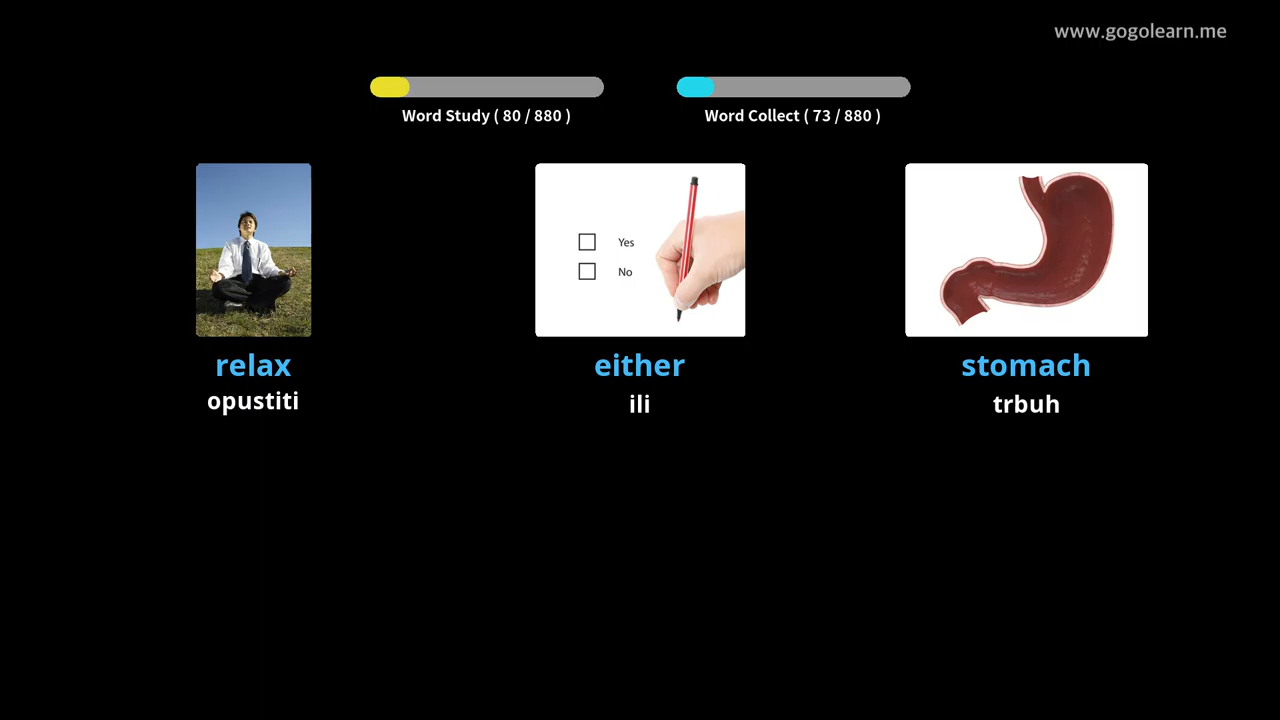 www.gogolearn.me
Word Study ( 80 / 880 )
Word Collect ( 73 / 880 )
Yes
No
relax
opustiti
either
ili
stomach
trbuh